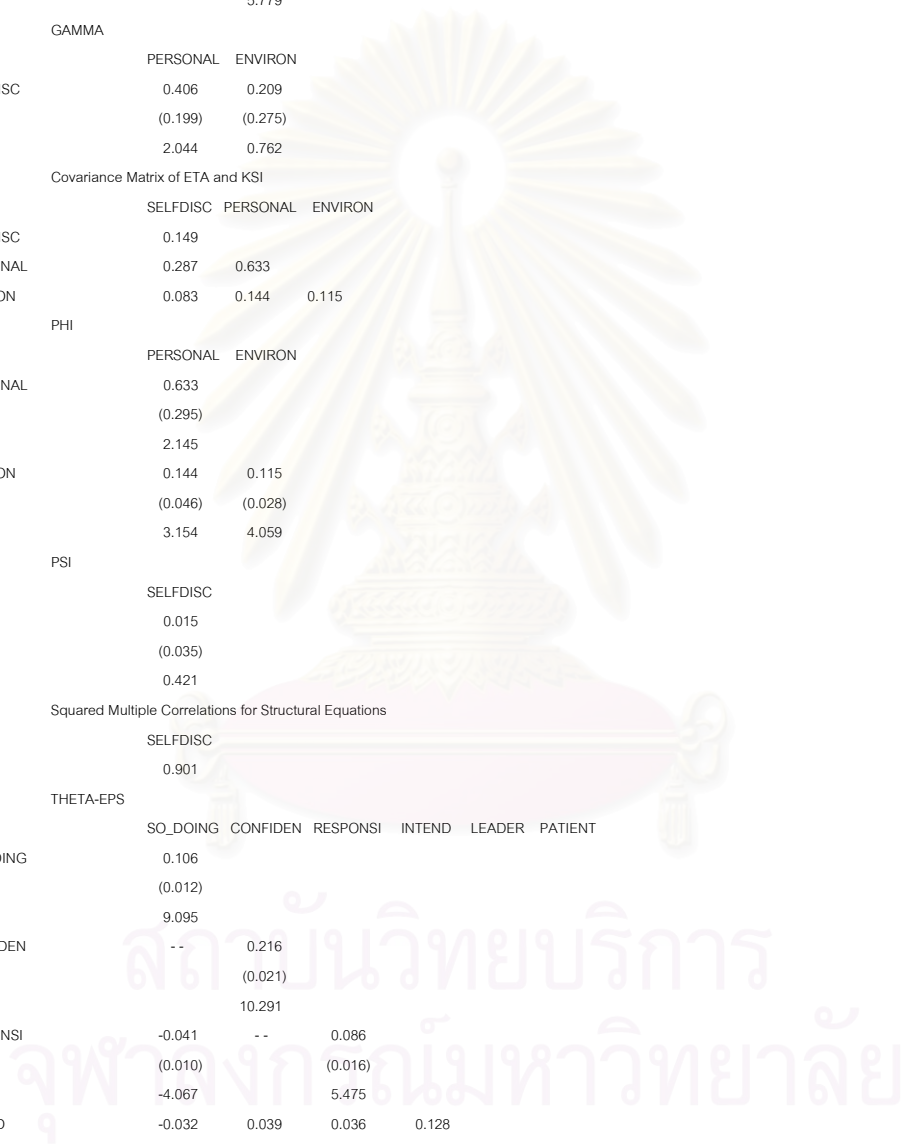 5.779
GAMMA
PERSONAL ENVIRON
SC 0.406 0.209
(0.199) (0.275)
2.044 0.762
Covariance Matrix of ETA and KSI
SELFDISC PERSONAL ENVIRON
SC 0.149
NAL 0.287 0.633
ON 0.083 0.144 0.115
PHI
PERSONAL ENVIRON
NAL 0.633
(0.295)
2.145
ON 0.144 0.115
(0.046) (0.028)
3.154 4.059
PSI
SELFDISC
0.015
(0.035)
0.421
Squared Multiple Correlations for Structural Equations
SELFDISC
0.901
THETA-EPS
SO_DOING CONFIDEN RESPONSI INTEND LEADER PATIENT
ING 0.106
(0.012)
9.095
DEN - - 0.216
(0.021)
10.291
NSI -0.041 - - 0.086
(0.010) (0.016)
-4.067 5.475
D -0.032 0.039 0.036 0.128
สถาบันวิทยบริการ
จุฬาลงกรณ์มหาวิทยาลัย